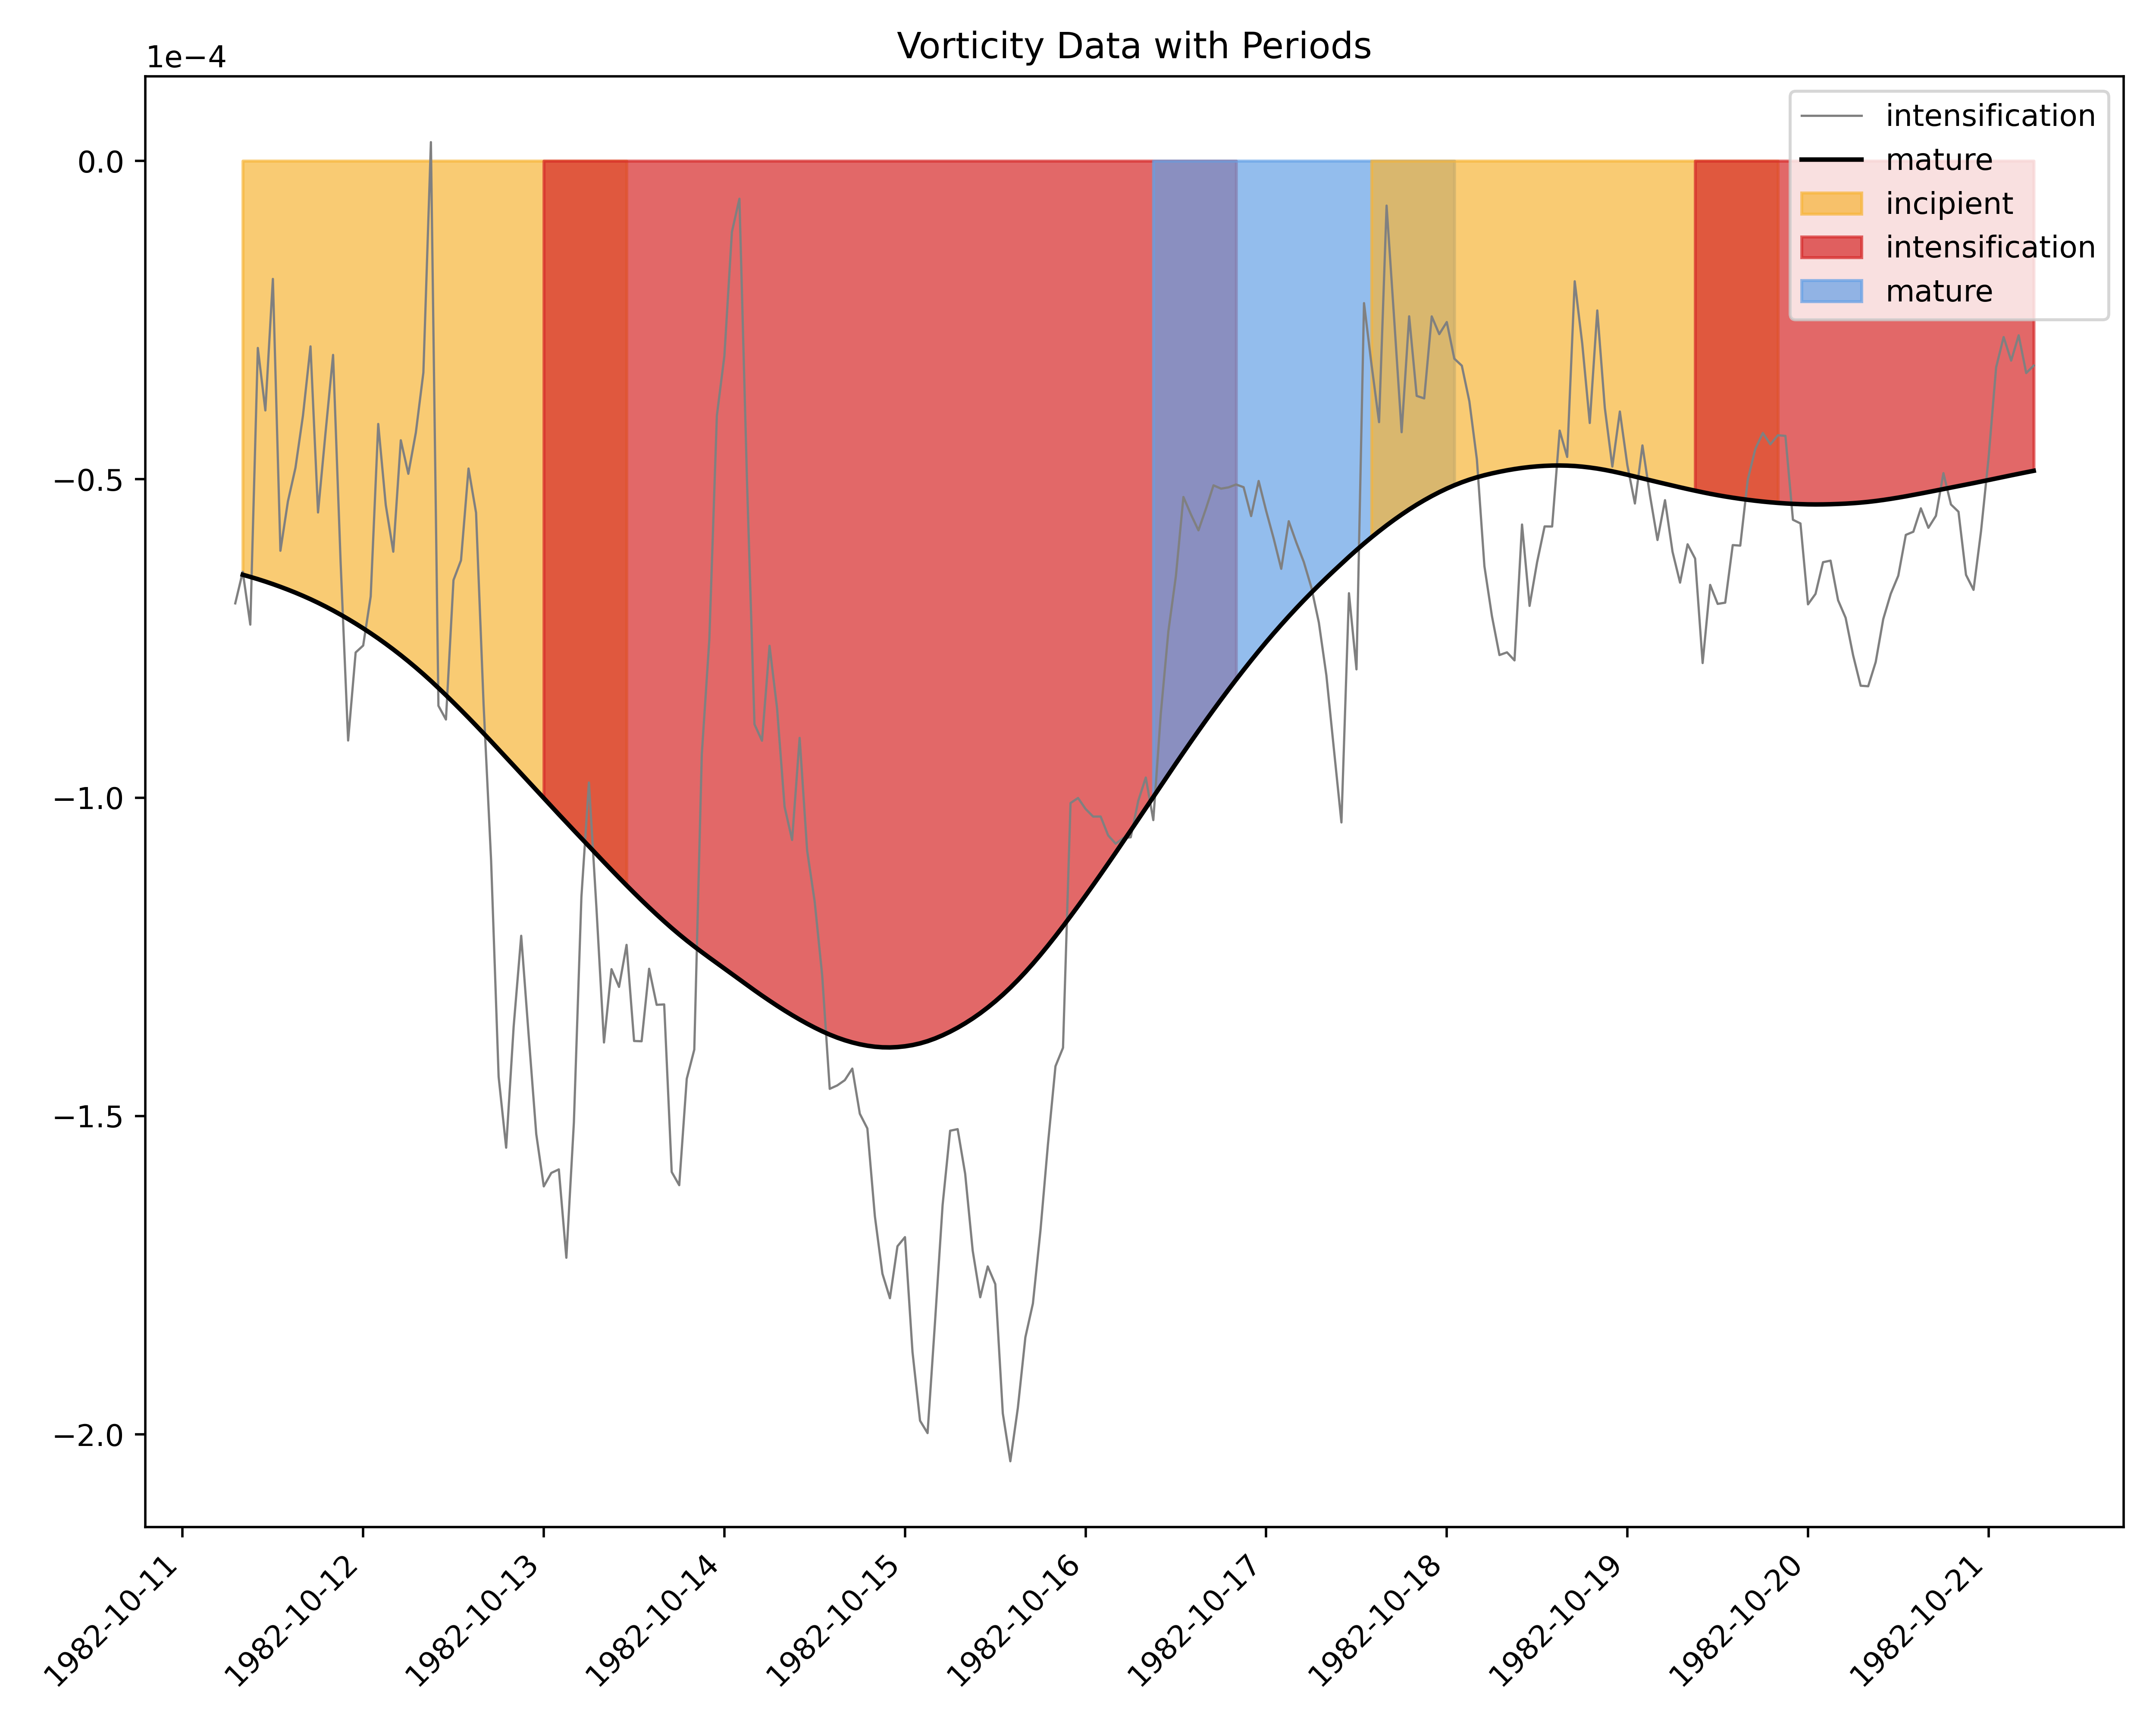 Vorticity Data with Periods
1e−4
intensification
mature
incipient
intensification
mature
0.0
−0.5
−1.0
−1.5
−2.0
1982-10-11
1982-10-12
1982-10-13
1982-10-14
1982-10-15
1982-10-16
1982-10-17
1982-10-18
1982-10-19
1982-10-20
1982-10-21